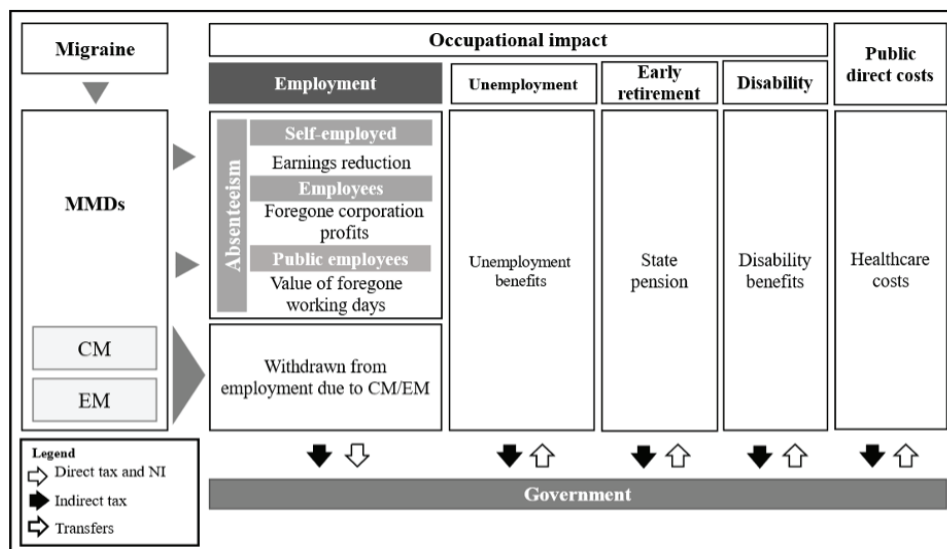 Migraine
MMDs
CM
EM
Occupational impact
Public
direct costs
Employment
Unemployment
Early
retirement
Disability
Absenteeism
Self-employed
Earnings reduction
Employees
Foregone corporation
profits
Public employees
Value of foregone
working days
Withdrawn from
employment due to CM/EM
Unemployment
benefits
State
pension
Disability
benefits
Healthcare
costs
Legend
Direct tax and NI
Indirect tax
Transfers
Government